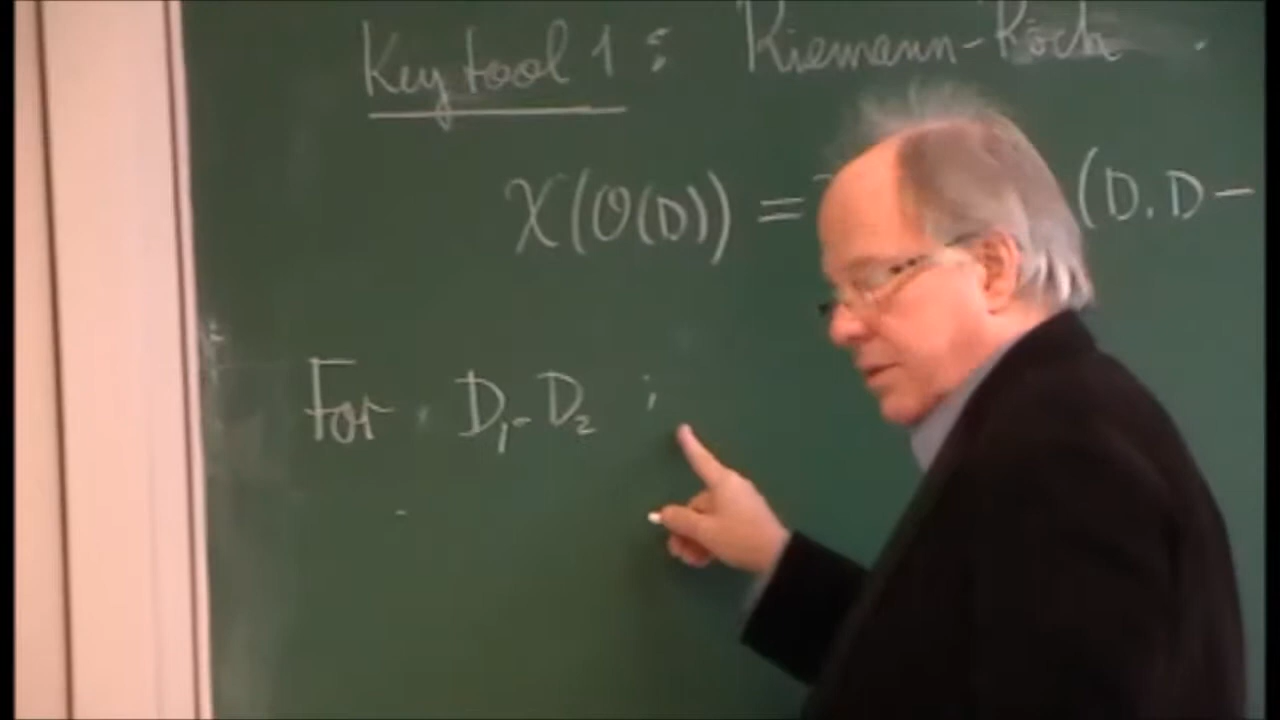 Key tool 1 : Riemann-Roch .
χ(O(D)) = (D.D -
For D₁-D₂ :